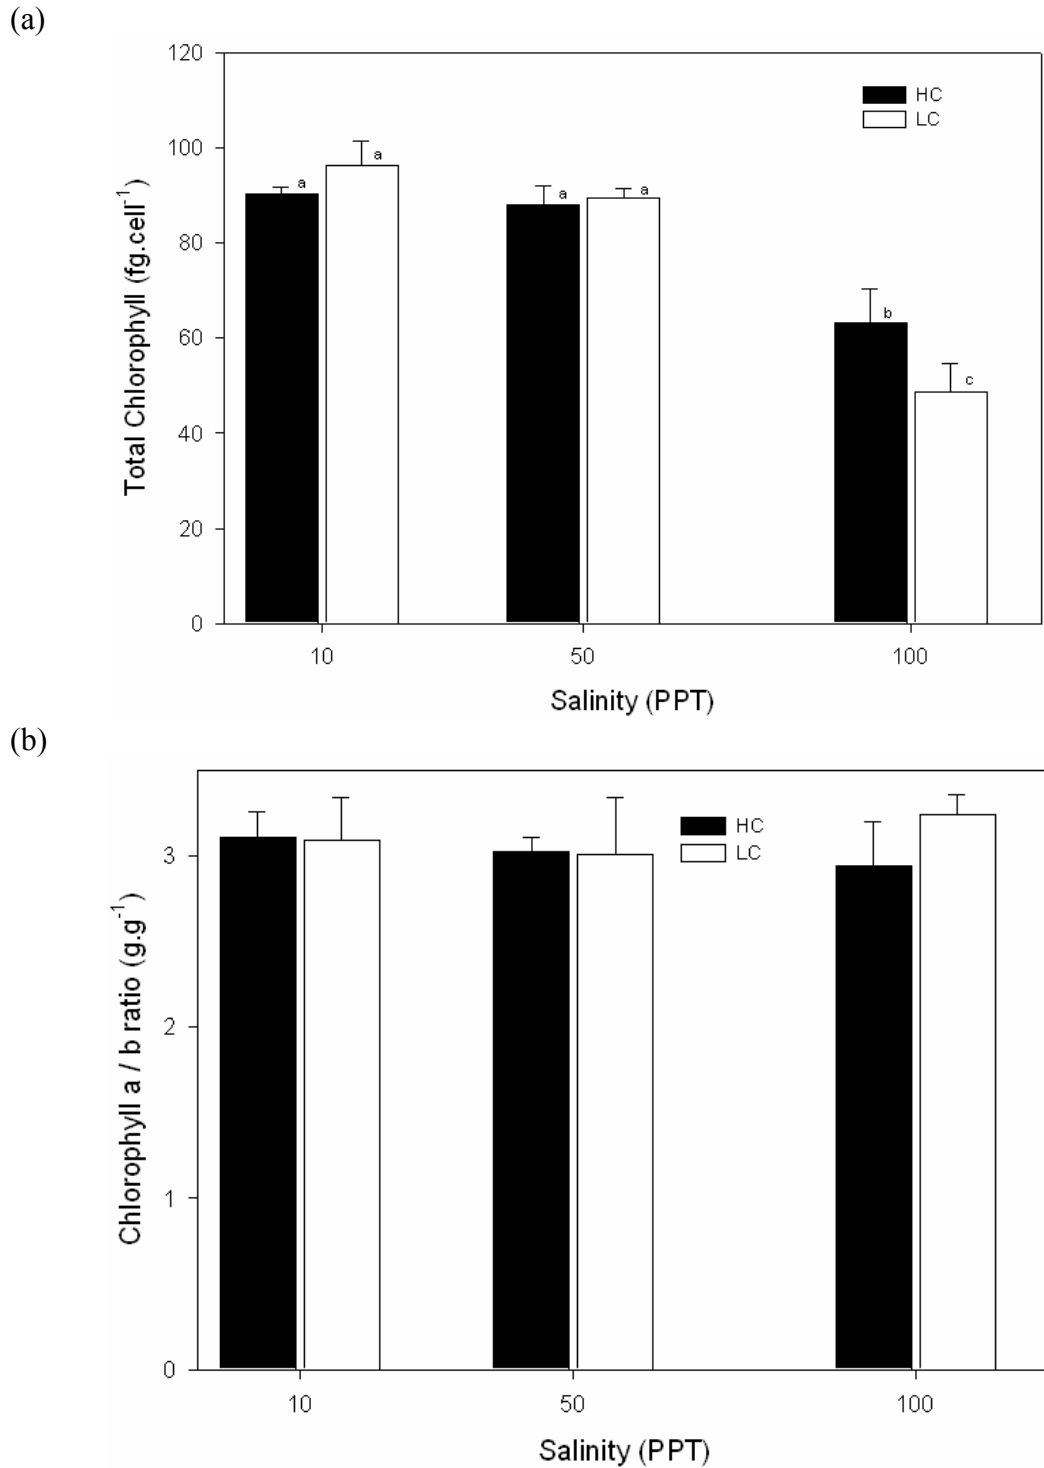 (a)
120
100
80
60
40
20
0
Total Chlorophyll (fg.cell-1)
HC
LC
a
a
a
a
b
c
10
50
100
Salinity (PPT)
(b)
3
2
1
0
Chlorophyll a / b ratio (g.g-1)
HC
LC
10
50
100
Salinity (PPT)